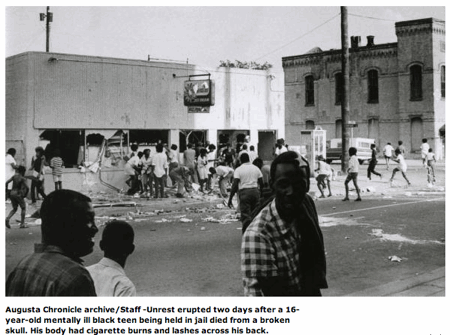 Augusta Chronicle archive/Staff -Unrest erupted two days after a 16-
year-old mentally ill black teen being held in jail died from a broken
skull. His body had cigarette burns and lashes across his back.